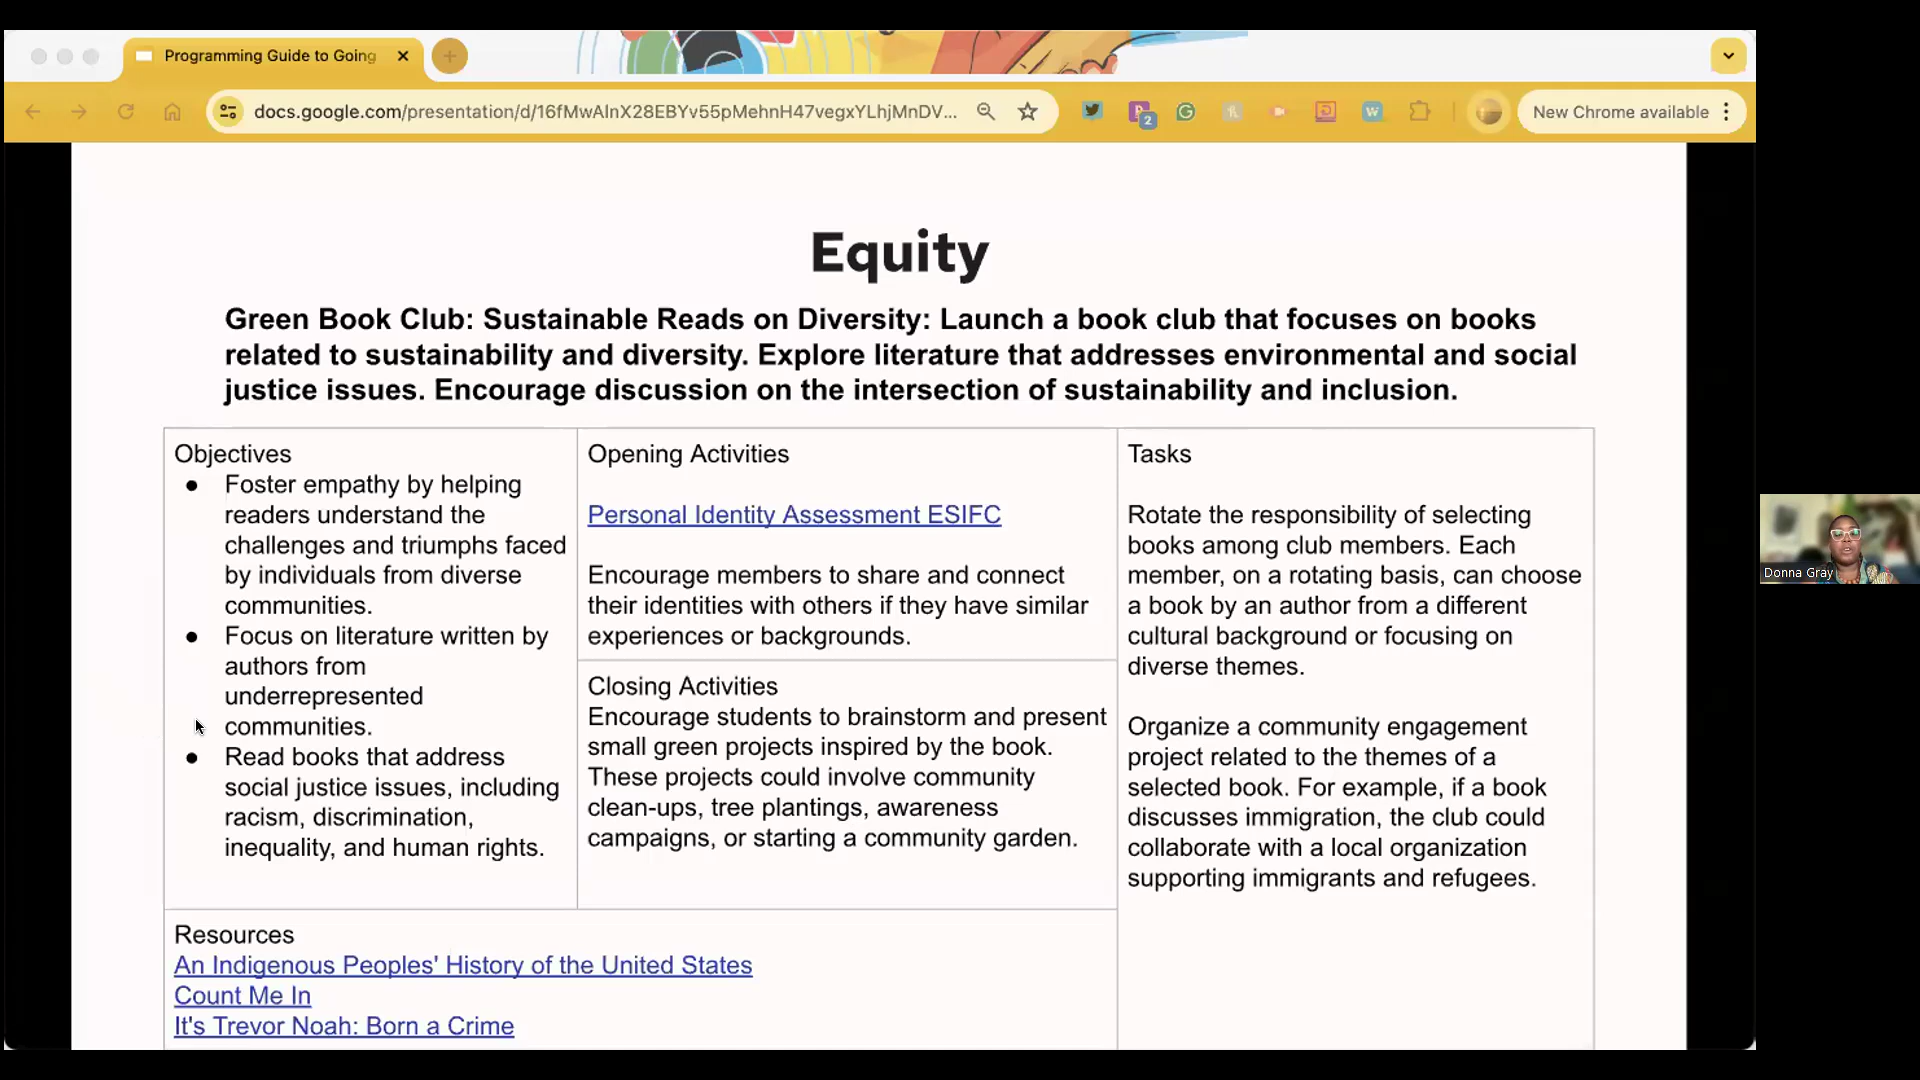 Programming Guide to Going
docs.google.com/presentation/d/16fMwAlnX28EBYv55pMehnH47vegxYLhjMnDV...
2
New Chrome available
Equity
Green Book Club: Sustainable Reads on Diversity: Launch a book club that focuses on books
related to sustainability and diversity. Explore literature that addresses environmental and social
justice issues. Encourage discussion on the intersection of sustainability and inclusion.
Objectives
● Foster empathy by helping
readers understand the
challenges and triumphs faced
by individuals from diverse
communities.
● Focus on literature written by
authors from
underrepresented
communities.
● Read books that address
social justice issues, including
racism, discrimination,
inequality, and human rights.
Opening Activities
Personal Identity Assessment ESIFC
Encourage members to share and connect
their identities with others if they have similar
experiences or backgrounds.
Closing Activities
Encourage students to brainstorm and present
small green projects inspired by the book.
These projects could involve community
clean-ups, tree plantings, awareness
campaigns, or starting a community garden.
Tasks
Rotate the responsibility of selecting
books among club members. Each
member, on a rotating basis, can choose
a book by an author from a different
cultural background or focusing on
diverse themes.
Organize a community engagement
project related to the themes of a
selected book. For example, if a book
discusses immigration, the club could
collaborate with a local organization
supporting immigrants and refugees.
Resources
An Indigenous Peoples' History of the United States
Count Me In
It's Trevor Noah: Born a Crime
Donna Gray